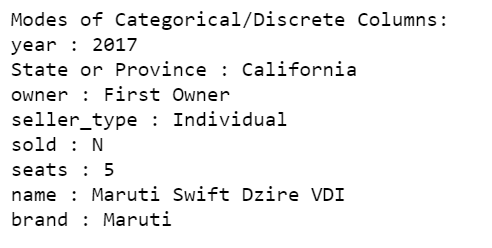 Modes of Categorical/Discrete Columns:
year : 2017
State or Province : California
owner : First Owner
seller_type : Individual
sold : N
seats : 5
name : Maruti Swift Dzire VDI
brand : Maruti